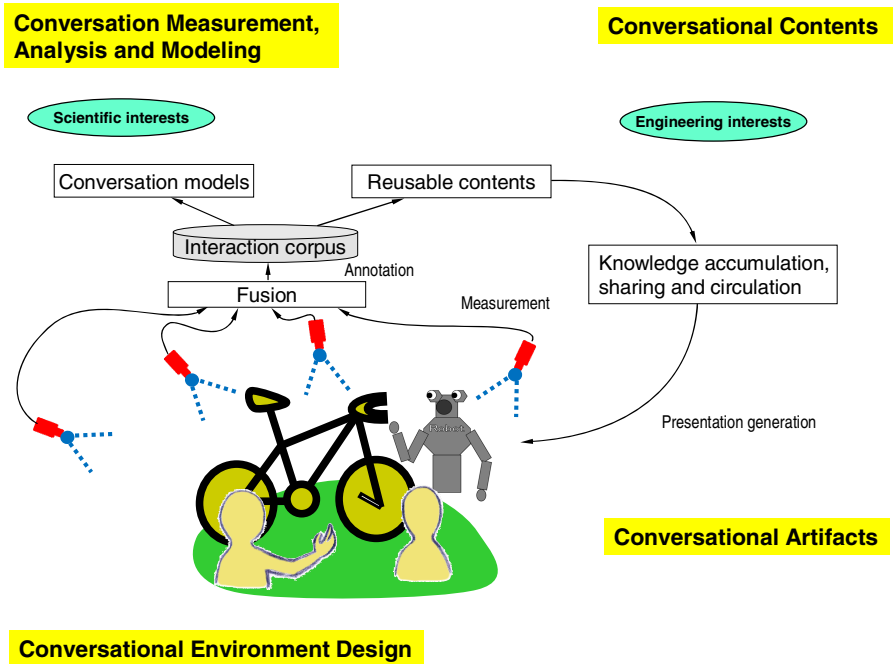 Conversation Measurement,
Analysis and Modeling
Conversational Contents
Scientific interests
Engineering interests
Conversation models
Reusable contents
Interaction corpus
Annotation
Knowledge accumulation,
sharing and circulation
Fusion
Measurement
Robot
Presentation generation
Conversational Artifacts
Conversational Environment Design